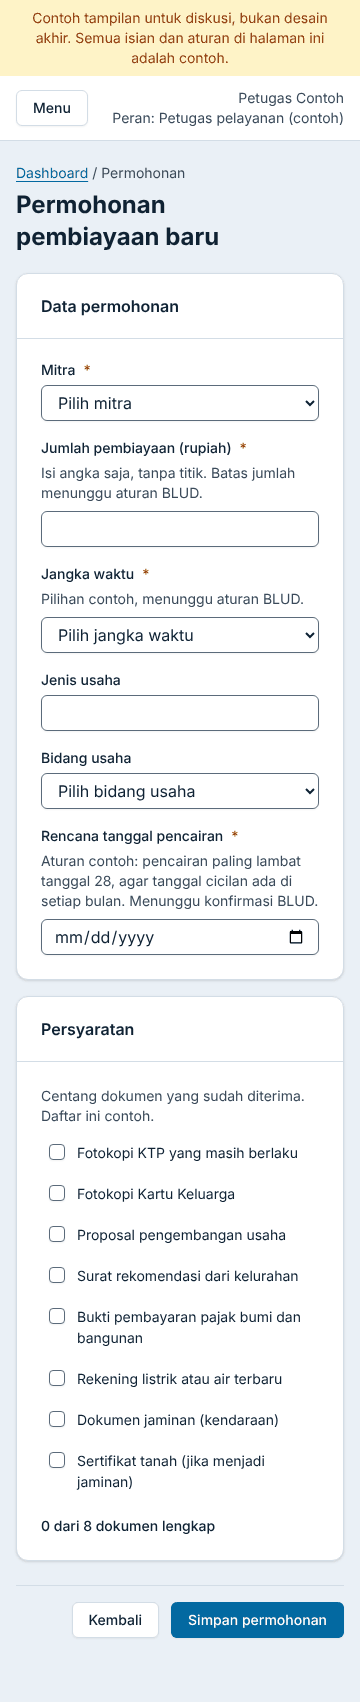 Contoh tampilan untuk diskusi, bukan desain
akhir. Semua isian dan aturan di halaman ini
adalah contoh.
Menu
Petugas Contoh
Peran: Petugas pelayanan (contoh)
Dashboard / Permohonan
Permohonan
pembiayaan baru
Data permohonan
Mitra *
Pilih mitra
Jumlah pembiayaan (rupiah) *
Isi angka saja, tanpa titik. Batas jumlah
menunggu aturan BLUD.
Jangka waktu *
Pilihan contoh, menunggu aturan BLUD.
Pilih jangka waktu
Jenis usaha
Bidang usaha
Pilih bidang usaha
Rencana tanggal pencairan *
Aturan contoh: pencairan paling lambat
tanggal 28, agar tanggal cicilan ada di
setiap bulan. Menunggu konfirmasi BLUD.
mm/dd/yyyy
Persyaratan
Centang dokumen yang sudah diterima.
Daftar ini contoh.
Fotokopi KTP yang masih berlaku
Fotokopi Kartu Keluarga
Proposal pengembangan usaha
Surat rekomendasi dari kelurahan
Bukti pembayaran pajak bumi dan
bangunan
Rekening listrik atau air terbaru
Dokumen jaminan (kendaraan)
Sertifikat tanah (jika menjadi
jaminan)
0 dari 8 dokumen lengkap
Kembali
Simpan permohonan